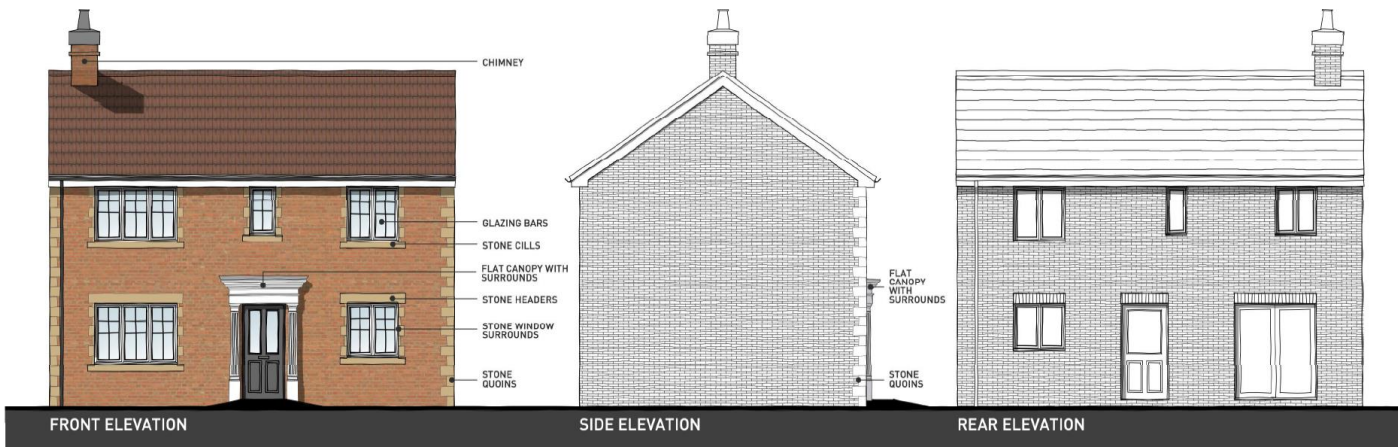 CHIMNEY
GLAZING BARS
STONE CILLS
FLAT CANOPY WITH
SURROUNDS
STONE HEADERS
STONE WINDOW
SURROUNDS
STONE
QUOINS
FLAT
CANOPY
WITH
SURROUNDS
STONE
QUOINS
FRONT ELEVATION
SIDE ELEVATION
REAR ELEVATION